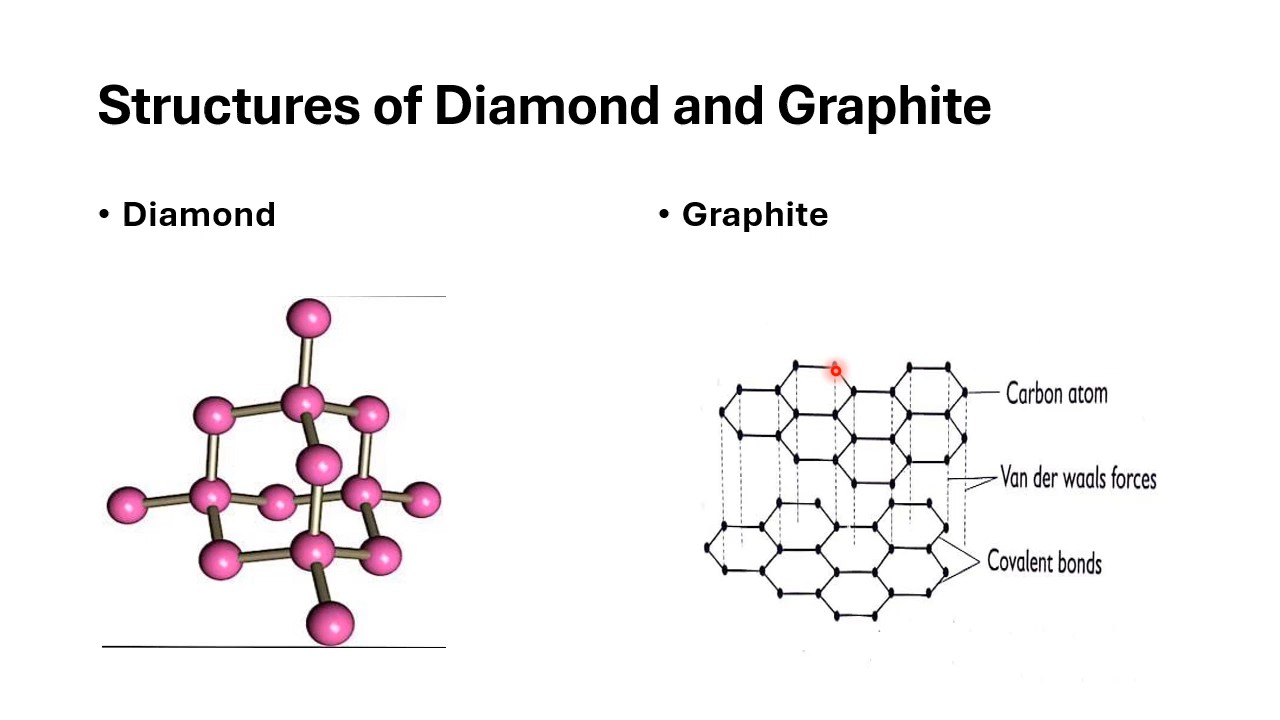 Structures of Diamond and Graphite
• Diamond
• Graphite
Carbon atom
Van der waals forces
Covalent bonds